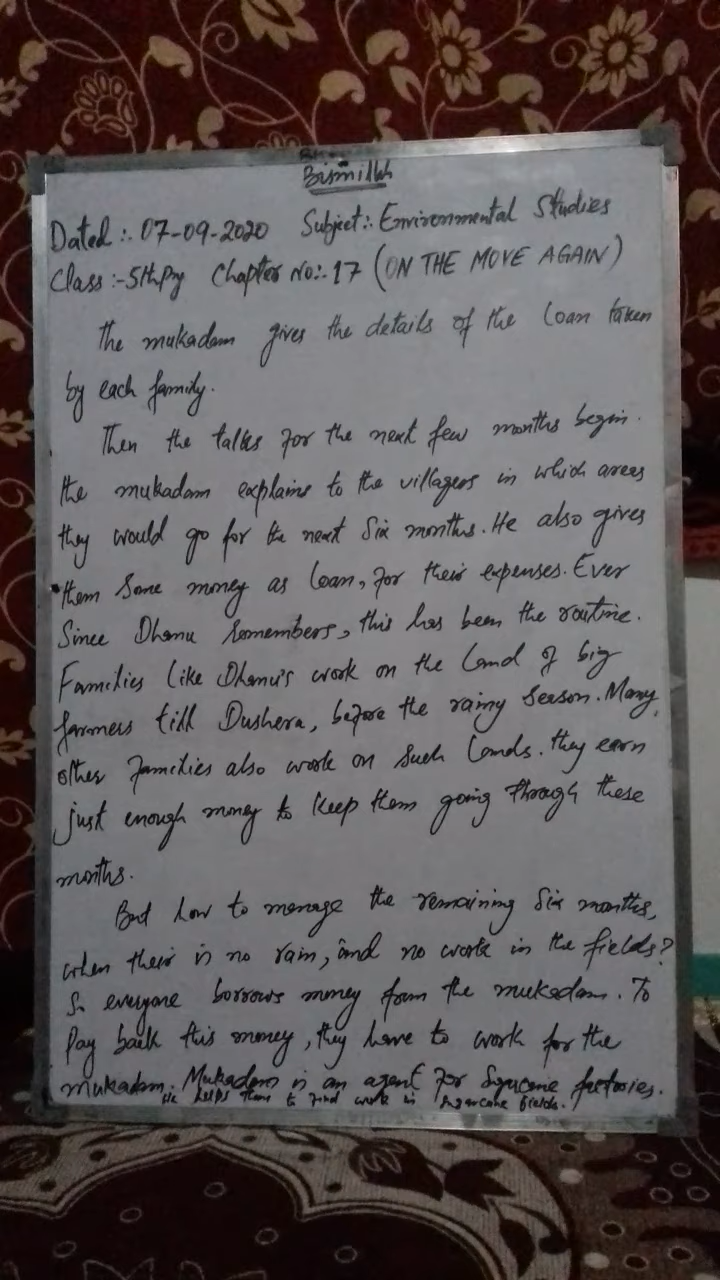 Bismillah
Dated :. 07-09-2020 Subject:. Environmental Studies
Class :- 5th Pry Chapter No:- 17 (ON THE MOVE AGAIN)
The mukadam gives the details of the loan taken
by each family.
Then the talks for the next few months begin.
the mukadam explains to the villagers in which areas
they would go for the next Six months. He also gives
them Some money as loan, for their expenses. Ever
Since Dhanu remembers, this has been the routine.
Families like Dhanu's work on the land of big
farmers till Dushera, before the rainy Season. Many
other families also work on Such lands. they earn
just enough money to keep them going through these
months.
But how to manage the remaining Six months,
when their is no rain, and no work in the fields?
So everyone borrows money from the mukadam. To
Pay back this money, they have to work for the
mukadam. Mukadam is an agent for Sugarcane factories.
He helps them to find work in Sugarcane fields.